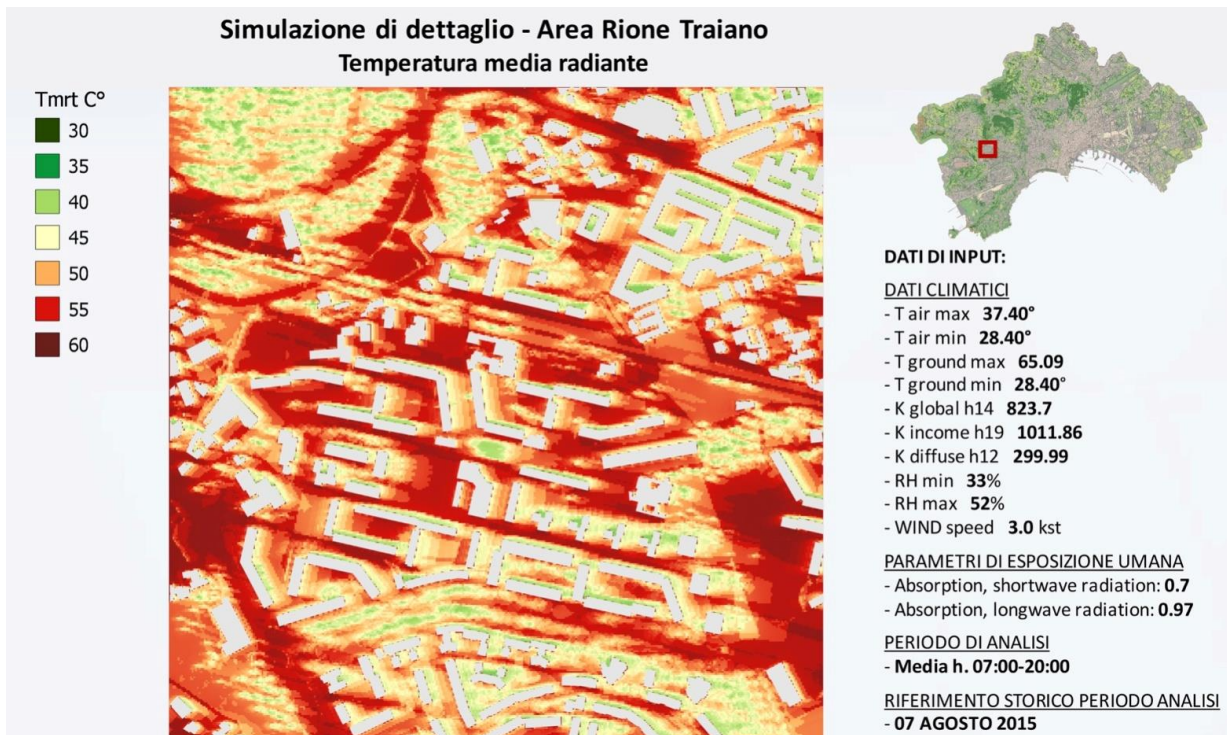 Simulazione di dettaglio - Area Rione Traiano
Temperatura media radiante
Tmrt C°
30
35
40
45
50
55
60
DATI DI INPUT:
DATI CLIMATICI
- T air max 37.40°
- T air min 28.40°
- T ground max 65.09
- T ground min 28.40°
- K global h14 823.7
- K income h19 1011.86
- K diffuse h12 299.99
- RH min 33%
- RH max 52%
- WIND speed 3.0 kst
PARAMETRI DI ESPOSIZIONE UMANA
- Absorption, shortwave radiation: 0.7
- Absorption, longwave radiation: 0.97
PERIODO DI ANALISI
- Media h. 07:00-20:00
RIFERIMENTO STORICO PERIODO ANALISI
- 07 AGOSTO 2015